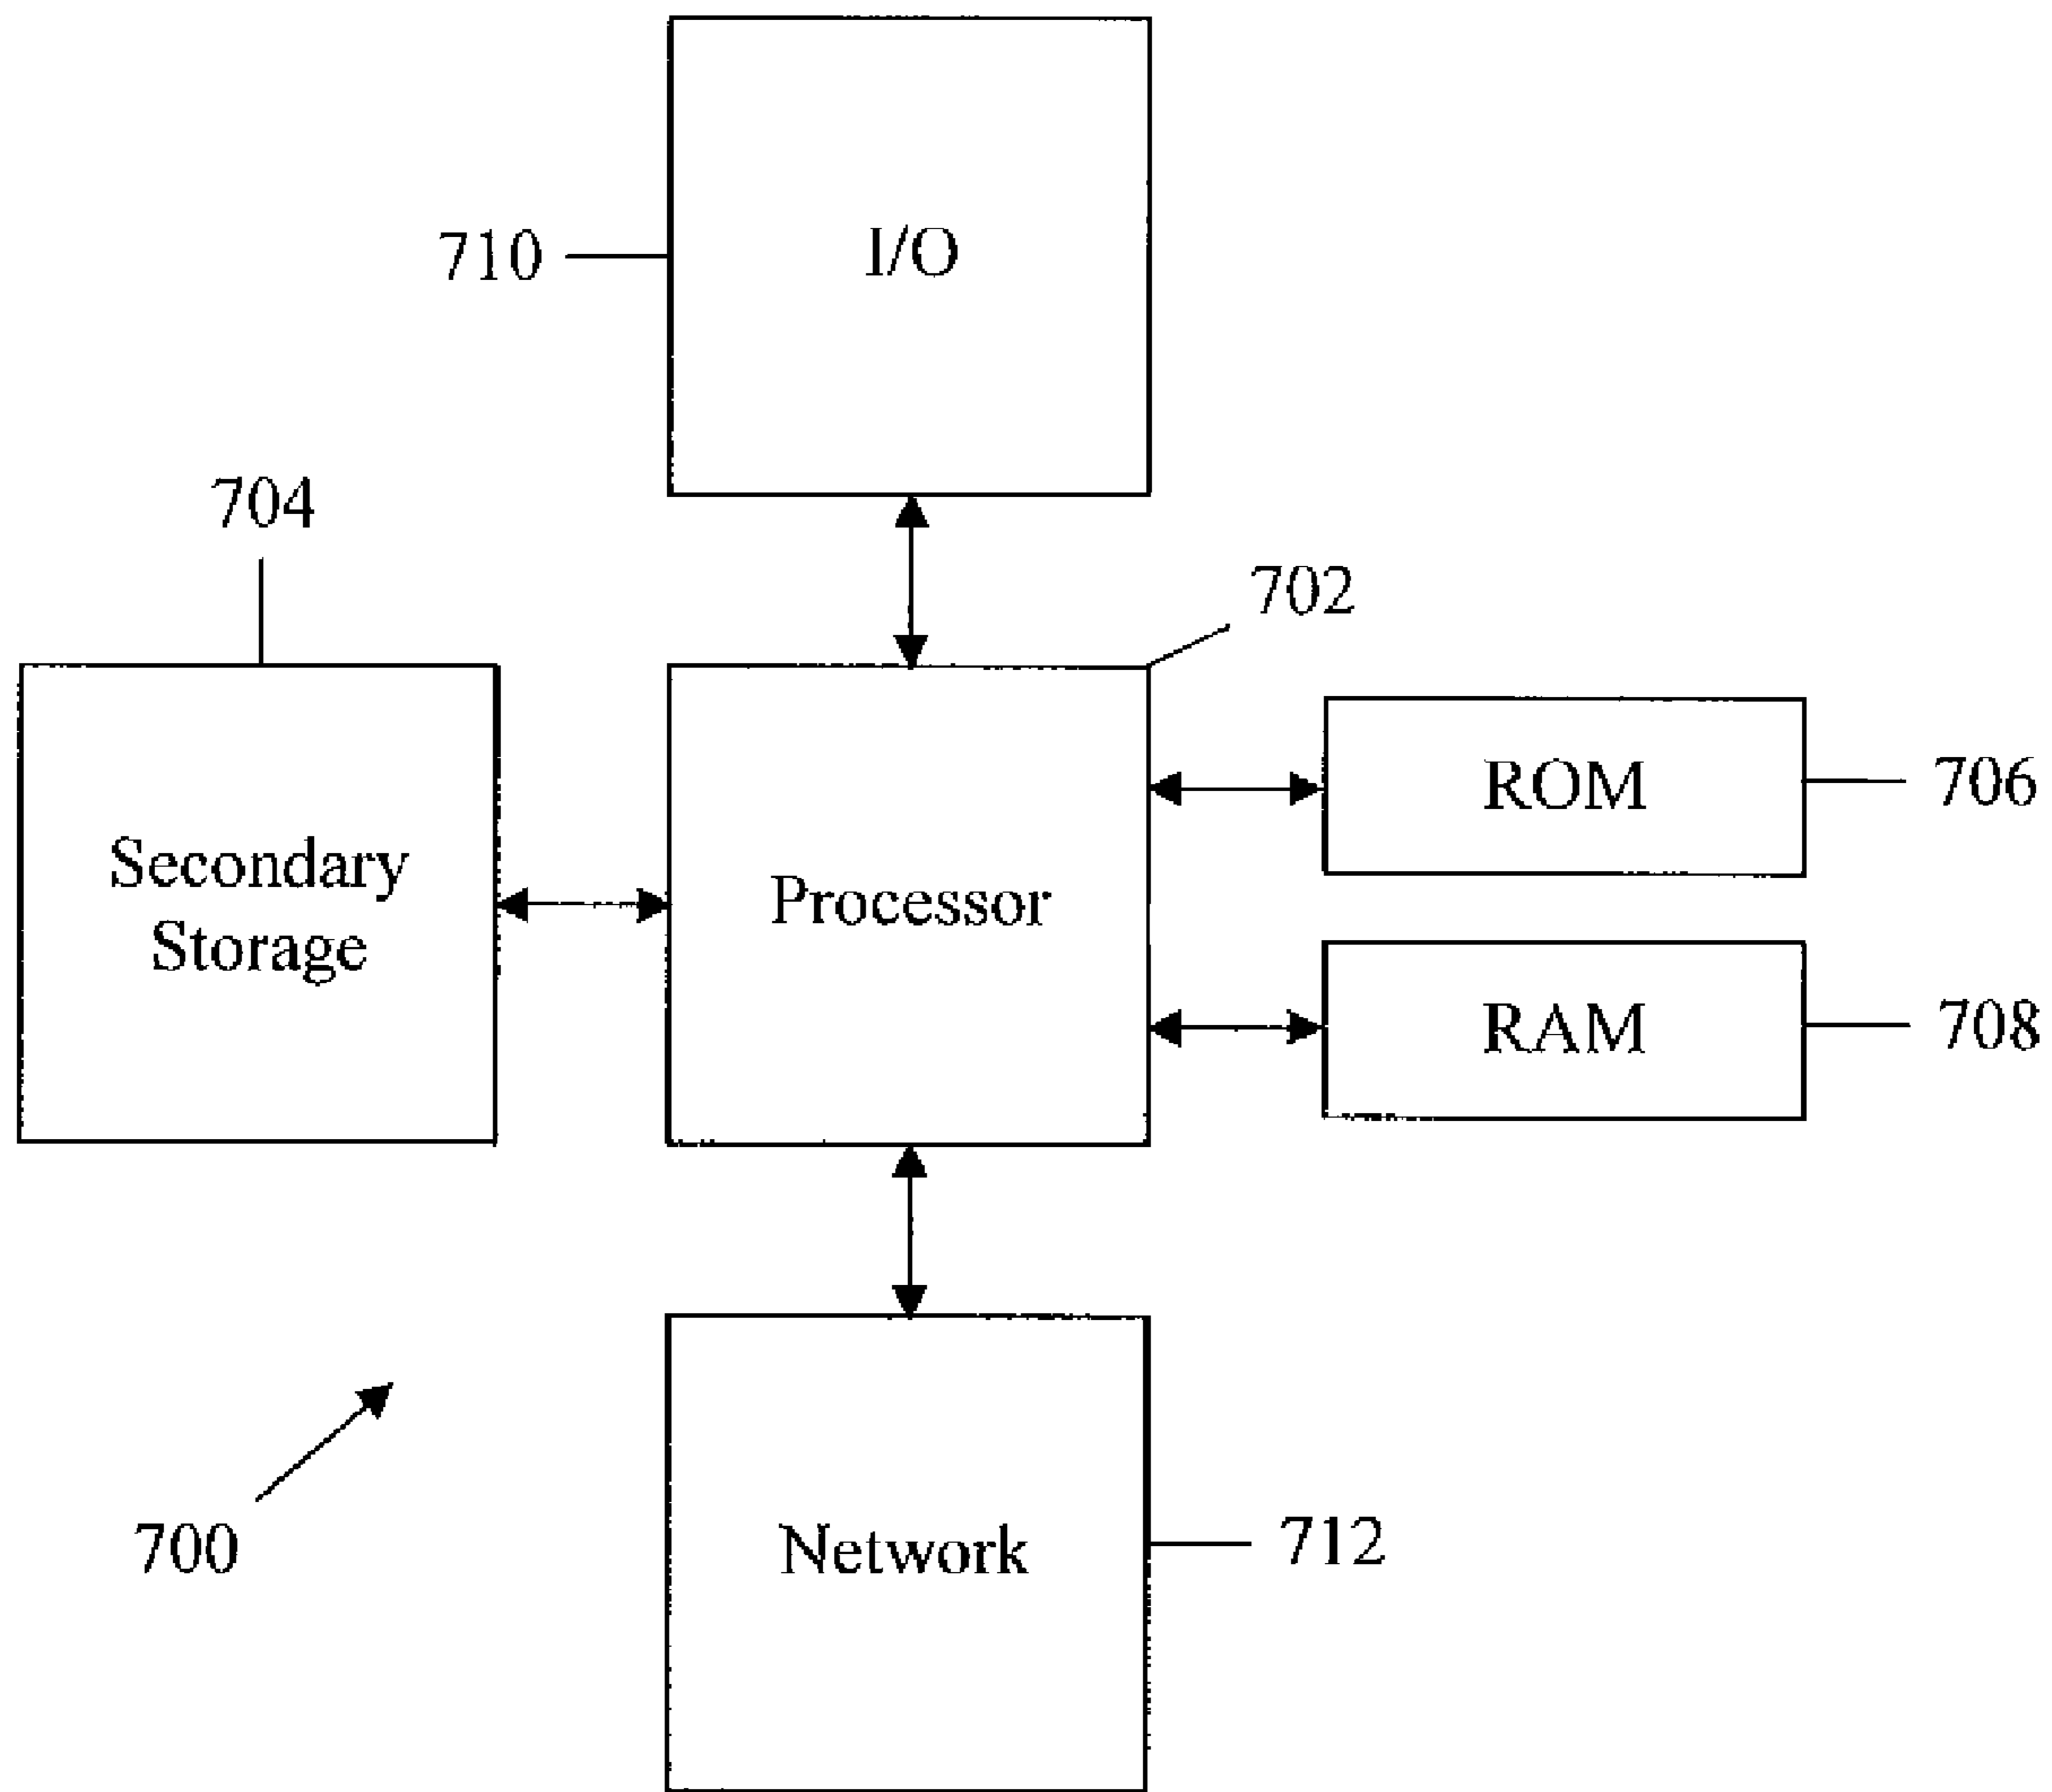 I/O
710
704
702
Secondary
Storage
Processor
ROM
706
RAM
708
700
Network
712